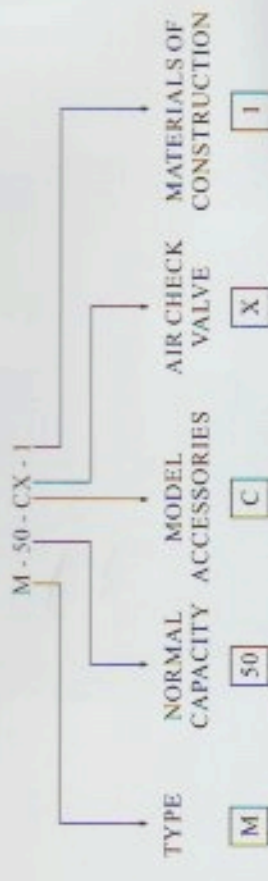 M - 50 - CX - 1
TYPE
NORMAL
CAPACITY
MODEL
ACCESSORIES
AIR CHECK
VALVE
MATERIALS OF
CONSTRUCTION
M
50
C
X
1